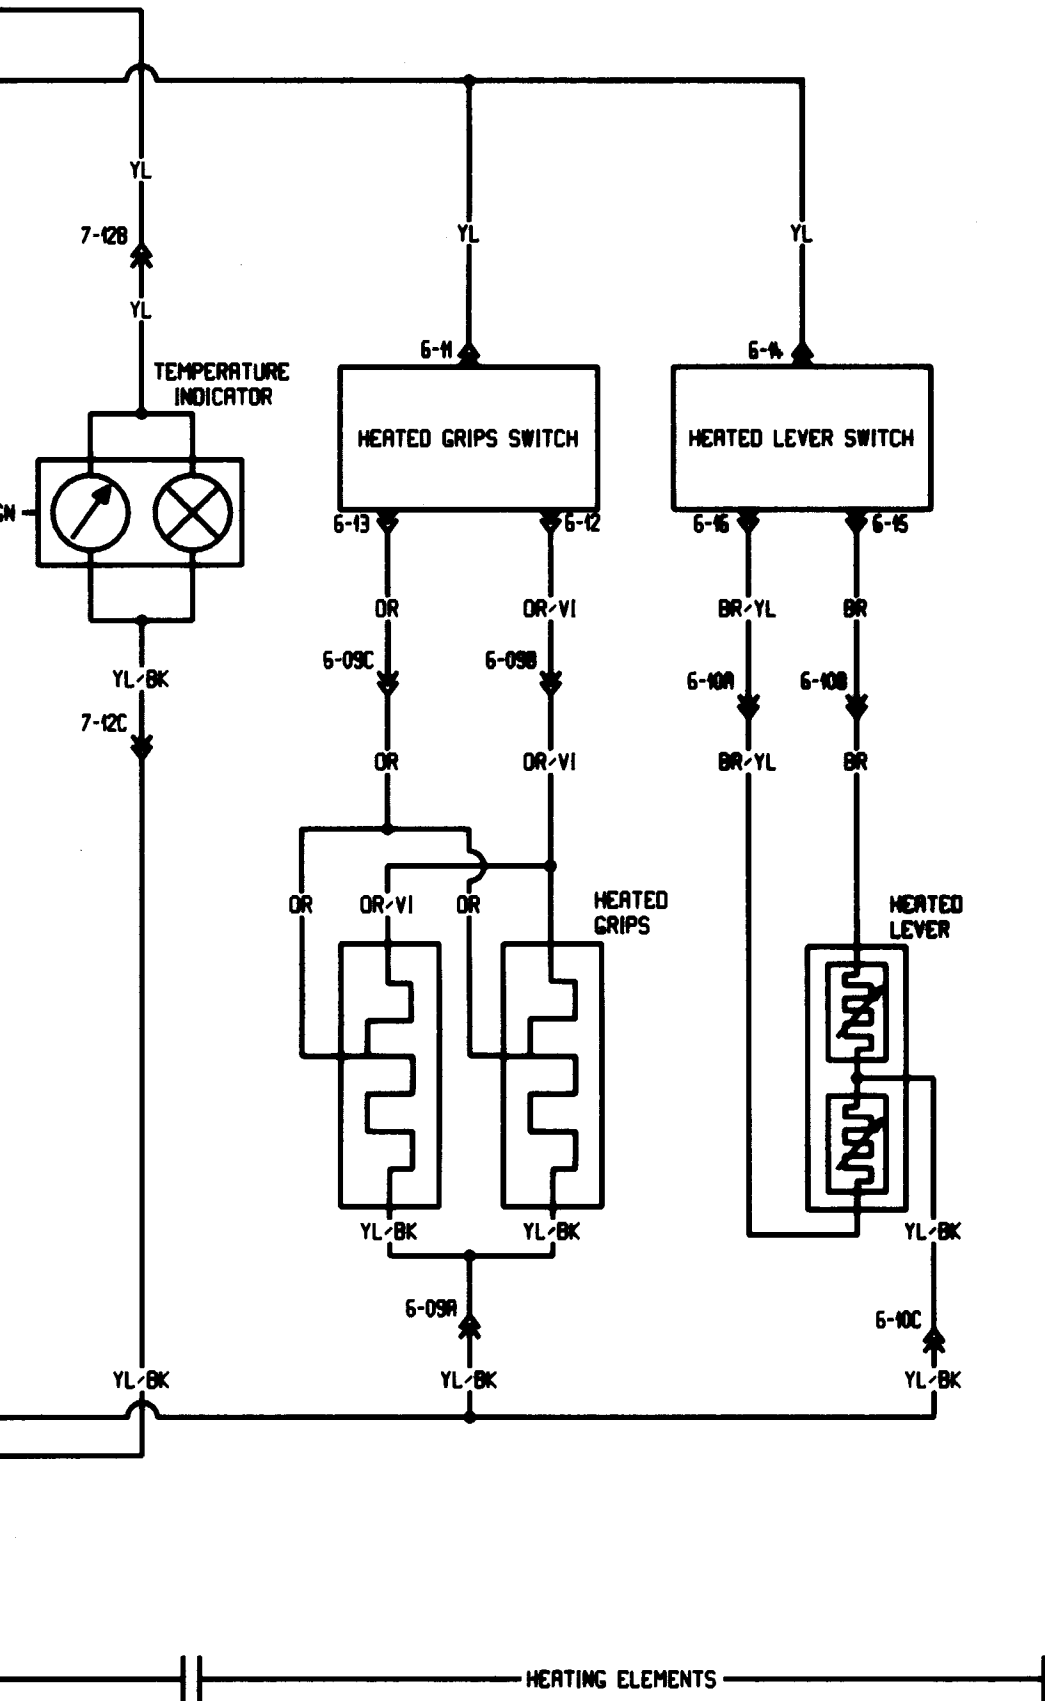 YL
7-12B
YL
YL
YL
6-11
6-14
TEMPERATURE
INDICATOR
HEATED GRIPS SWITCH
HEATED LEVER SWITCH
GN
6-13
6-12
6-16
6-15
OR
OR/VI
BR/YL
BR
6-09C
6-09B
YL/BK
6-10A
6-10B
7-12C
OR
OR/VI
BR/YL
BR
OR
OR/VI
OR
HEATED
GRIPS
HEATED
LEVER
YL/BK
YL/BK
YL/BK
6-09A
6-10C
YL/BK
YL/BK
YL/BK
HEATING ELEMENTS